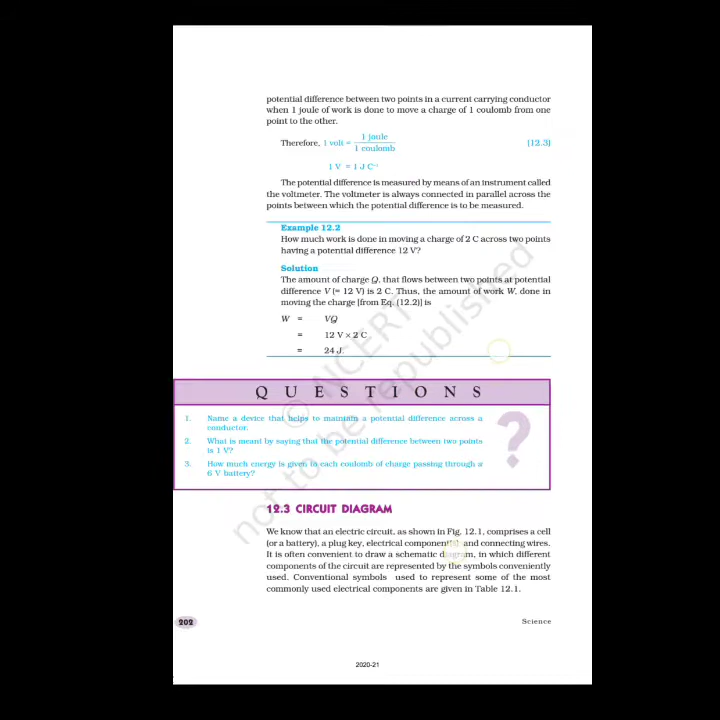 potential difference between two points in a current carrying conductor
when 1 joule of work is done to move a charge of 1 coulomb from one
point to the other.
Therefore, 1 volt = 1 joule / 1 coulomb (12.3)
1 V = 1 J C⁻¹
The potential difference is measured by means of an instrument called
the voltmeter. The voltmeter is always connected in parallel across the
points between which the potential difference is to be measured.
Example 12.2
How much work is done in moving a charge of 2 C across two points
having a potential difference 12 V?
Solution
The amount of charge Q, that flows between two points at potential
difference V (= 12 V) is 2 C. Thus, the amount of work W, done in
moving the charge [from Eq. (12.2)] is
W = VQ
= 12 V × 2 C
= 24 J.
QUESTIONS
?
1. Name a device that helps to maintain a potential difference across a
conductor.
2. What is meant by saying that the potential difference between two points
is 1 V?
3. How much energy is given to each coulomb of charge passing through a
6 V battery?
12.3 CIRCUIT DIAGRAM
We know that an electric circuit, as shown in Fig. 12.1, comprises a cell
(or a battery), a plug key, electrical component(s), and connecting wires.
It is often convenient to draw a schematic diagram, in which different
components of the circuit are represented by the symbols conveniently
used. Conventional symbols used to represent some of the most
commonly used electrical components are given in Table 12.1.
202
Science
2020-21
© NCERT
not to be republished